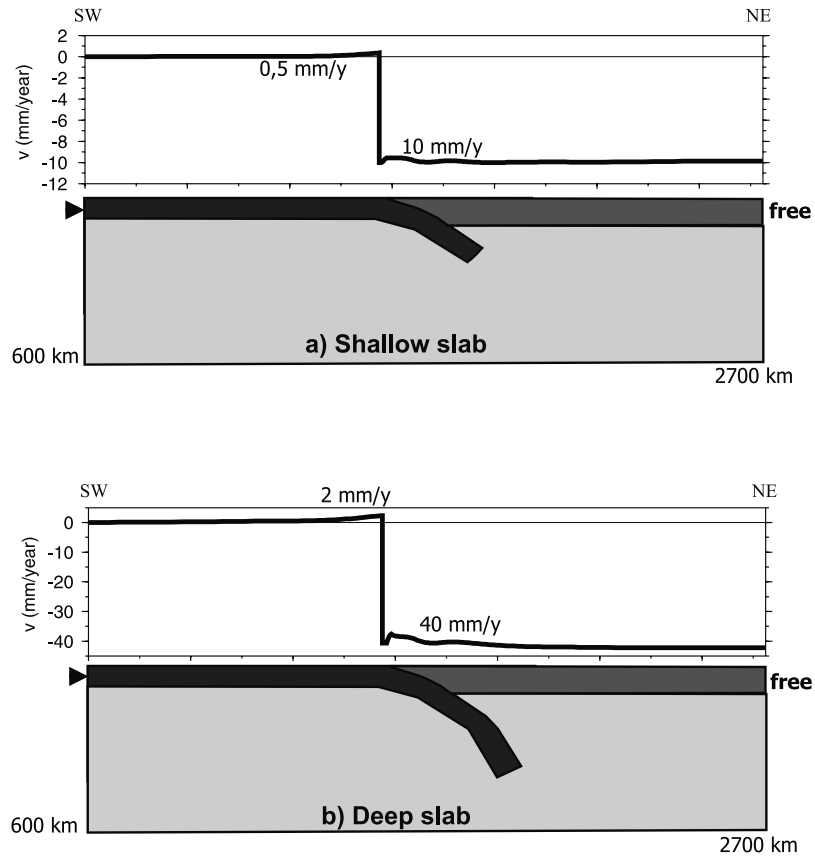 SW NE
2
0
-2
-4
-6
-8
-10
-12
v (mm/year)
0,5 mm/y
10 mm/y
free
a) Shallow slab
600 km
2700 km
SW NE
2 mm/y
0
-10
-20
-30
-40
v (mm/year)
40 mm/y
free
b) Deep slab
600 km
2700 km